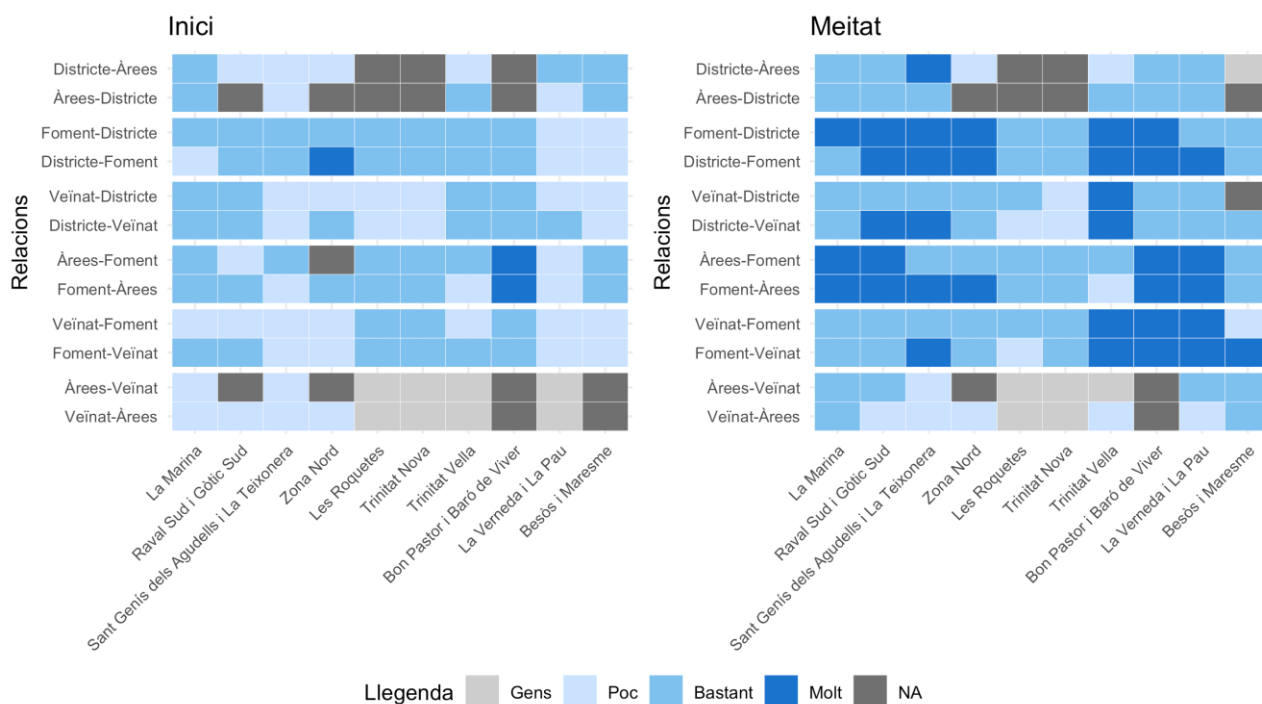 Inici
Relacions
Districte-Àrees
Àrees-Districte
Foment-Districte
Districte-Foment
Veïnat-Districte
Districte-Veïnat
Àrees-Foment
Foment-Àrees
Veïnat-Foment
Foment-Veïnat
Àrees-Veïnat
Veïnat-Àrees
La Marina
Raval Sud i Gòtic Sud
Sant Genis dels Agudells i La Teixonera
Zona Nord
Les Roquetes
Trinitat Nova
Trinitat Vella
Bon Pastor i Baró de Viver
La Verneda i La Pau
Besòs i Maresme
Meitat
Relacions
Districte-Àrees
Àrees-Districte
Foment-Districte
Districte-Foment
Veïnat-Districte
Districte-Veïnat
Àrees-Foment
Foment-Àrees
Veïnat-Foment
Foment-Veïnat
Àrees-Veïnat
Veïnat-Àrees
La Marina
Raval Sud i Gòtic Sud
Sant Genis dels Agudells i La Teixonera
Zona Nord
Les Roquetes
Trinitat Nova
Trinitat Vella
Bon Pastor i Baró de Viver
La Verneda i La Pau
Besòs i Maresme
Llegenda Gens Poc Bastant Molt NA